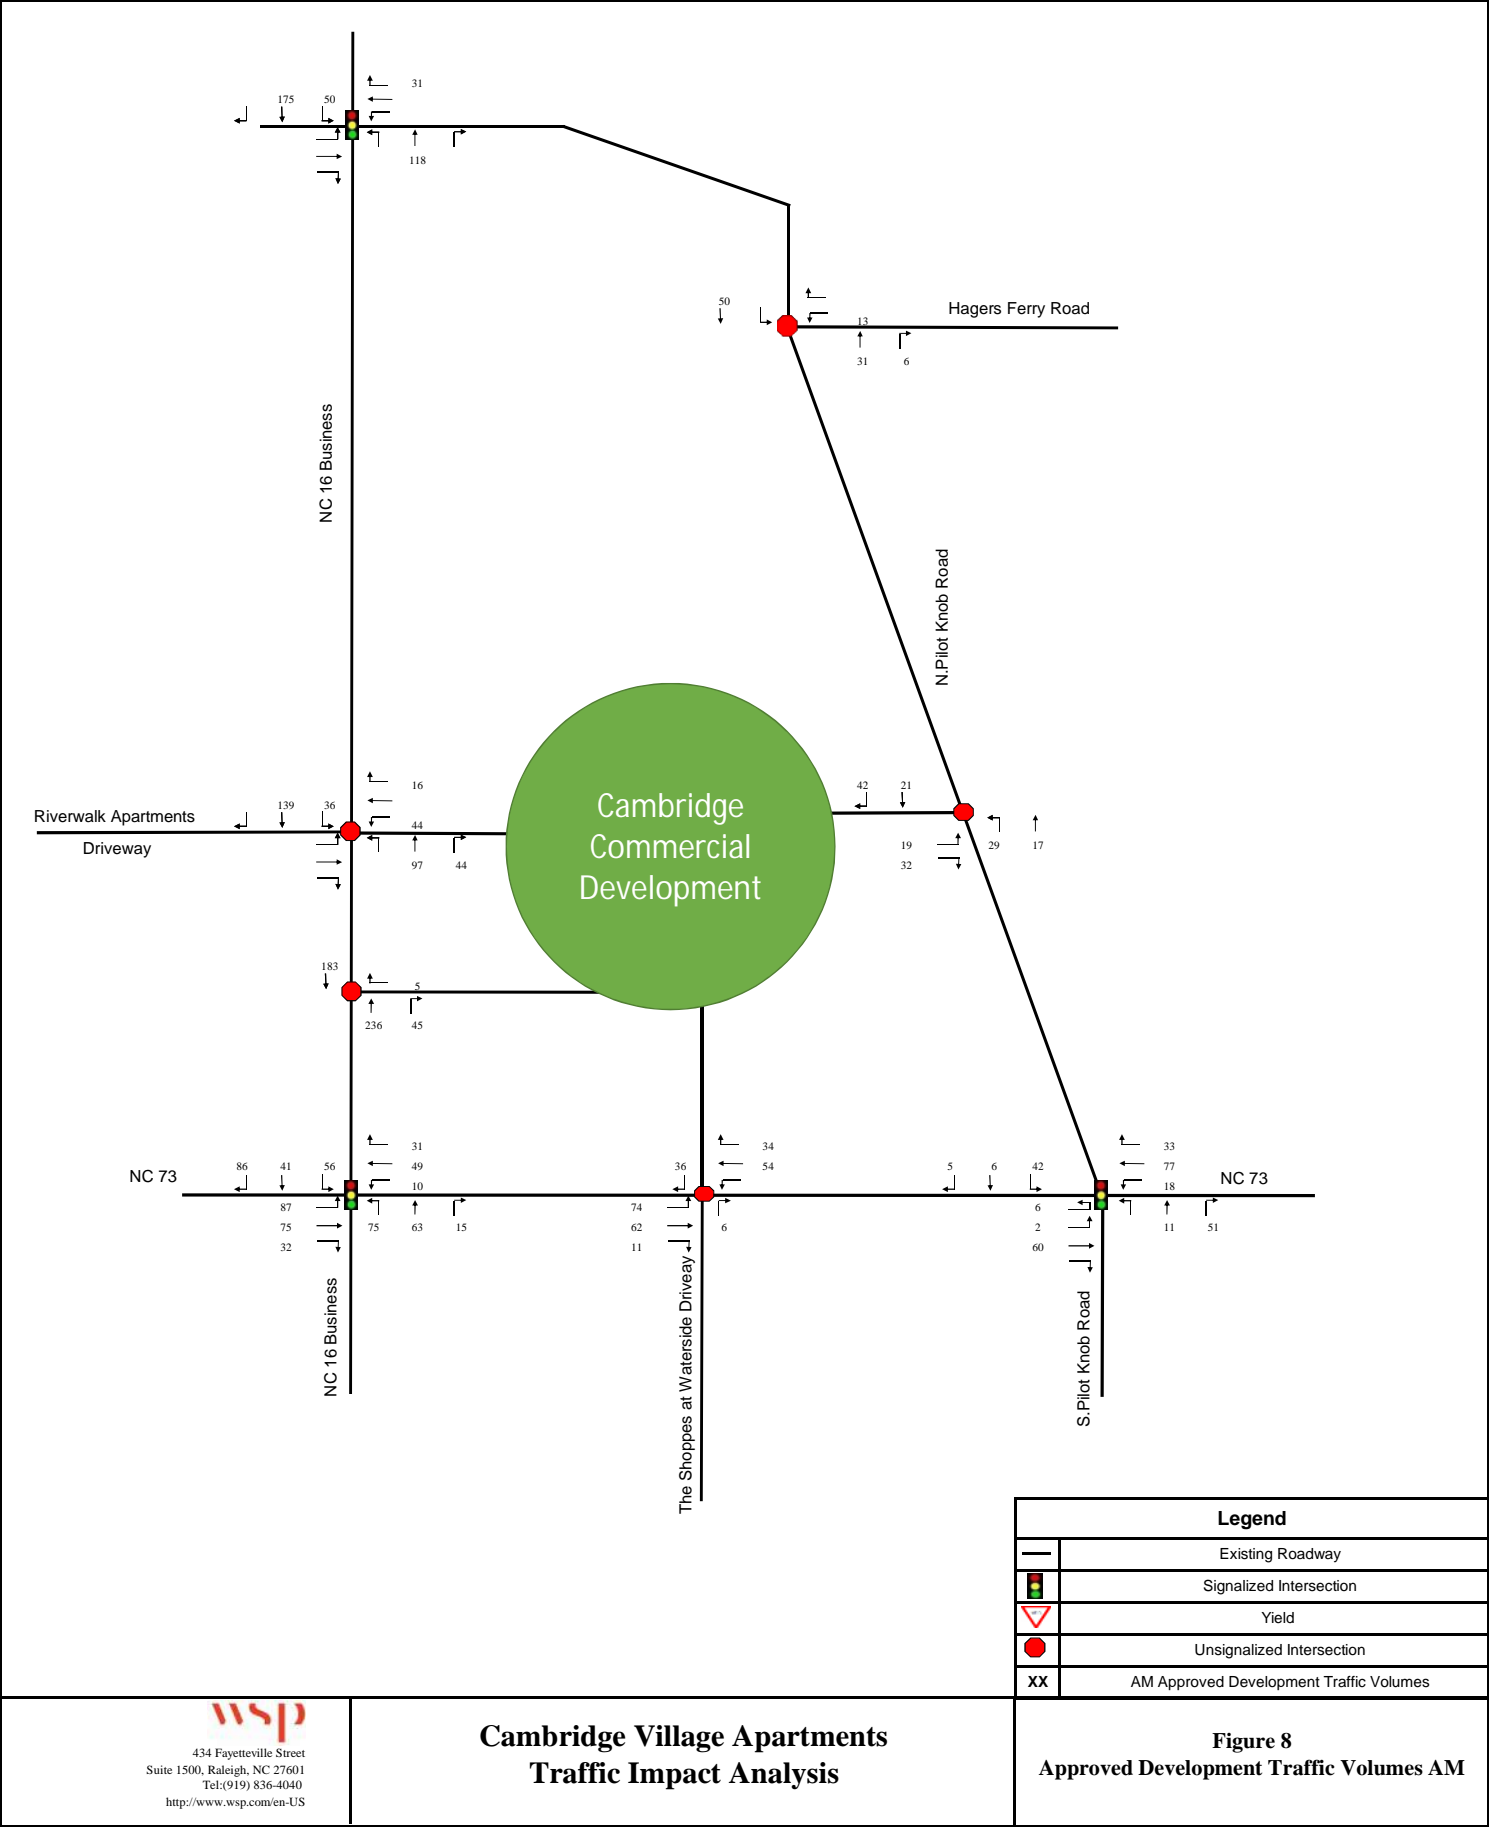 31
175 50
118
50
Hagers Ferry Road
13
31 6
NC 16 Business
N.Pilot Knob Road
Cambridge
Commercial
Development
16
139 36
Riverwalk Apartments
Driveway
44
97 44
42 21
19 29 17
32
183
5
236 45
31
86 41 56 49
NC 73
10
87
75 75 63 15
32
34
36 54
74
62 6
11
33
5 6 42 77
18
NC 73
6
2 11 51
60
NC 16 Business
The Shoppes at Waterside Driveay
S.Pilot Knob Road
Legend
Existing Roadway
Signalized Intersection
Yield
Unsignalized Intersection
XX AM Approved Development Traffic Volumes
wsp
434 Fayetteville Street
Suite 1500, Raleigh, NC 27601
Tel:(919) 836-4040
http://www.wsp.com/en-US
Cambridge Village Apartments
Traffic Impact Analysis
Figure 8
Approved Development Traffic Volumes AM